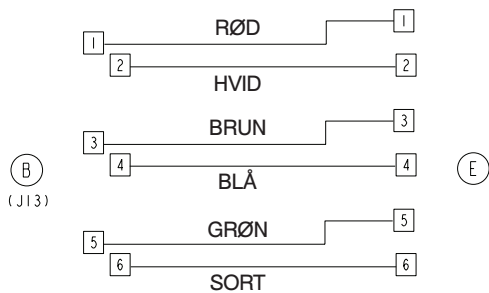 RØD 1
1
2 2
HVID
BRUN 3
3
B 4 4 E
BLÅ
(J13)
GRØN 5
5
6 6
SORT